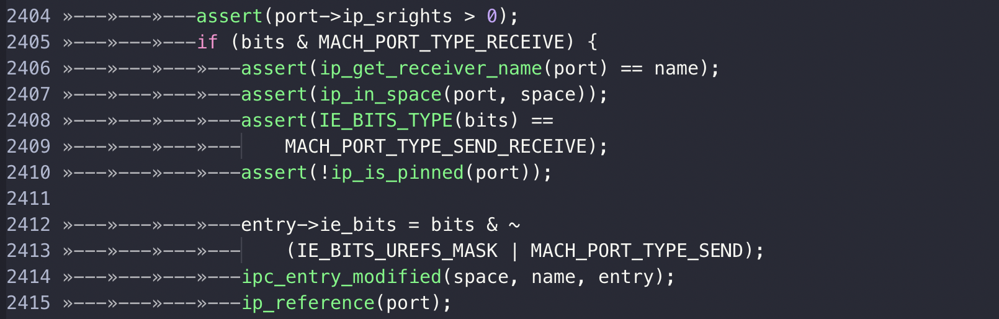 2404 »———»———»———assert(port->ip_srights > 0);
2405 »———»———»———if (bits & MACH_PORT_TYPE_RECEIVE) {
2406 »———»———»———»———assert(ip_get_receiver_name(port) == name);
2407 »———»———»———»———assert(ip_in_space(port, space));
2408 »———»———»———»———assert(IE_BITS_TYPE(bits) ==
2409 »———»———»———»———    MACH_PORT_TYPE_SEND_RECEIVE);
2410 »———»———»———»———assert(!ip_is_pinned(port));
2411
2412 »———»———»———»———entry->ie_bits = bits & ~
2413 »———»———»———»———    (IE_BITS_UREFS_MASK | MACH_PORT_TYPE_SEND);
2414 »———»———»———»———ipc_entry_modified(space, name, entry);
2415 »———»———»———»———ip_reference(port);